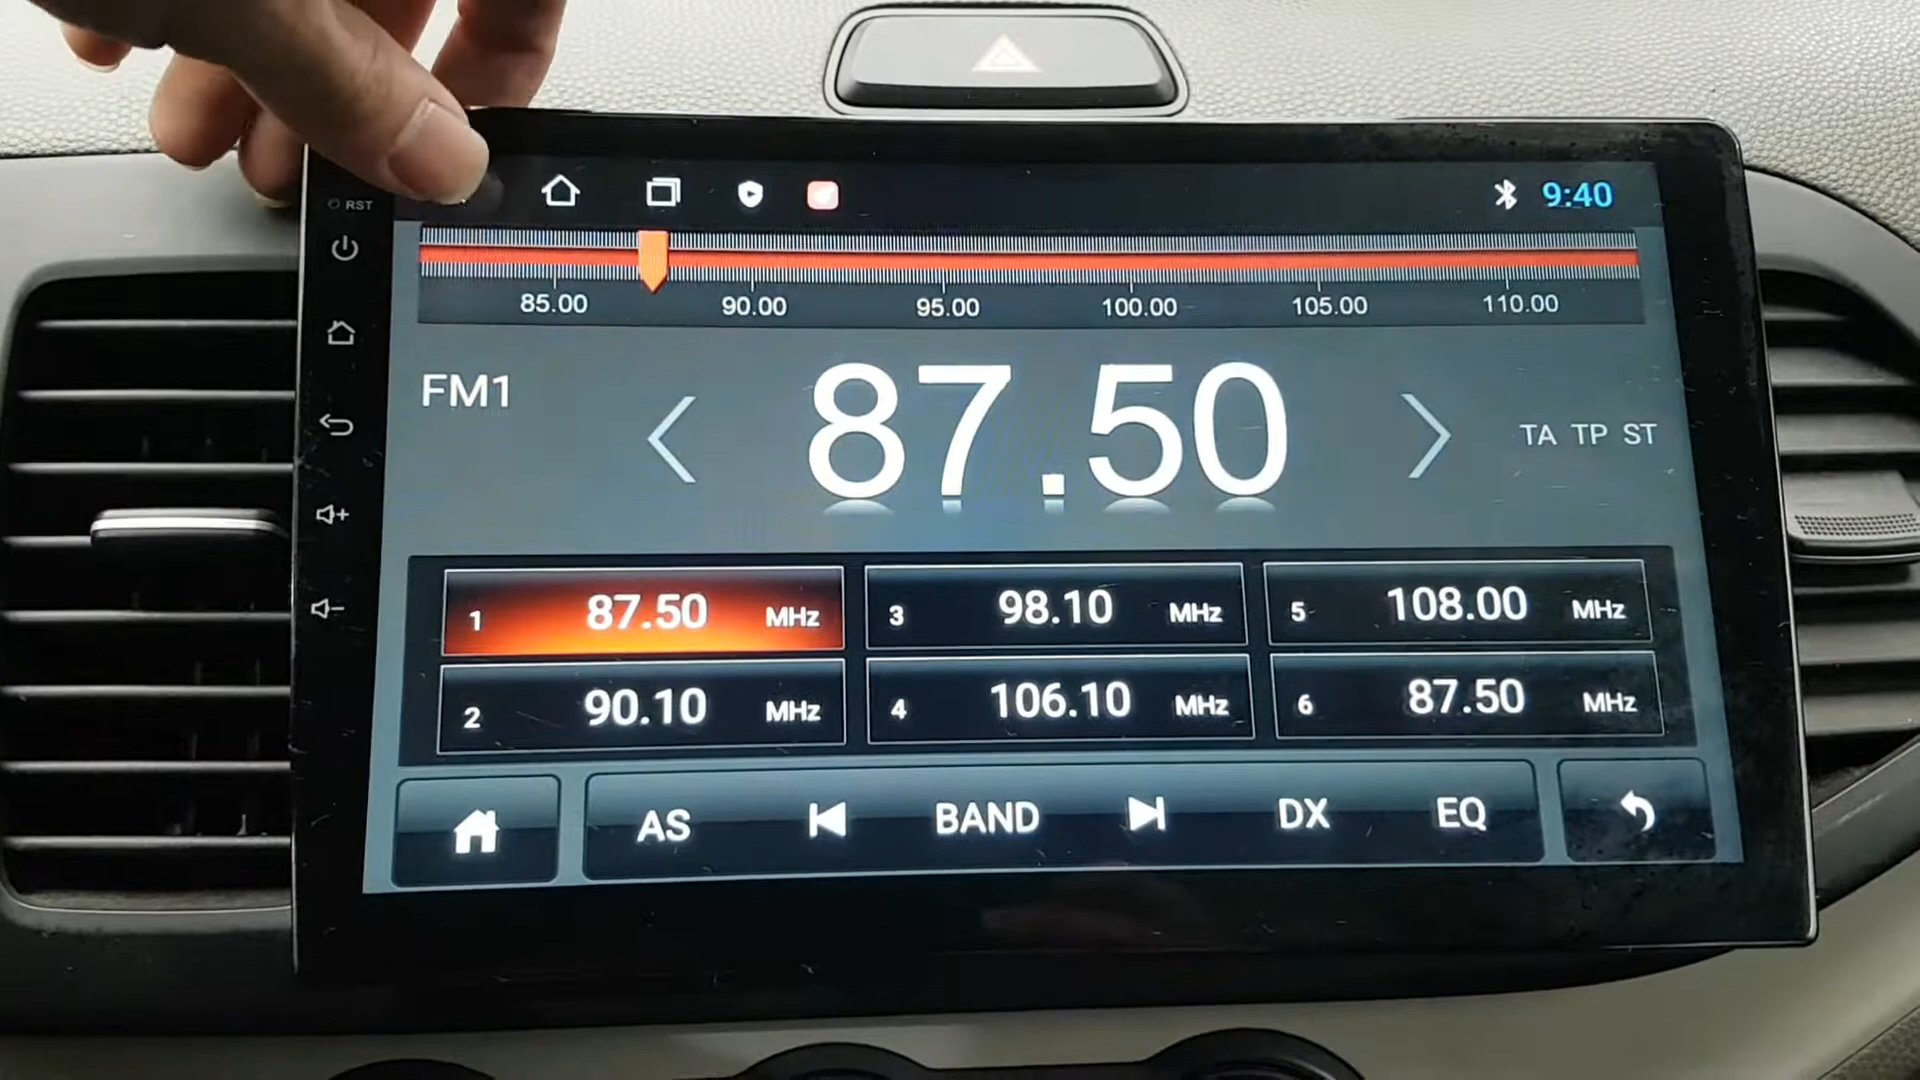 RST
9:40
85.00 90.00 95.00 100.00 105.00 110.00
FM1
87.50
TA TP ST
1 87.50 MHz
3 98.10 MHz
5 108.00 MHz
2 90.10 MHz
4 106.10 MHz
6 87.50 MHz
AS BAND DX EQ